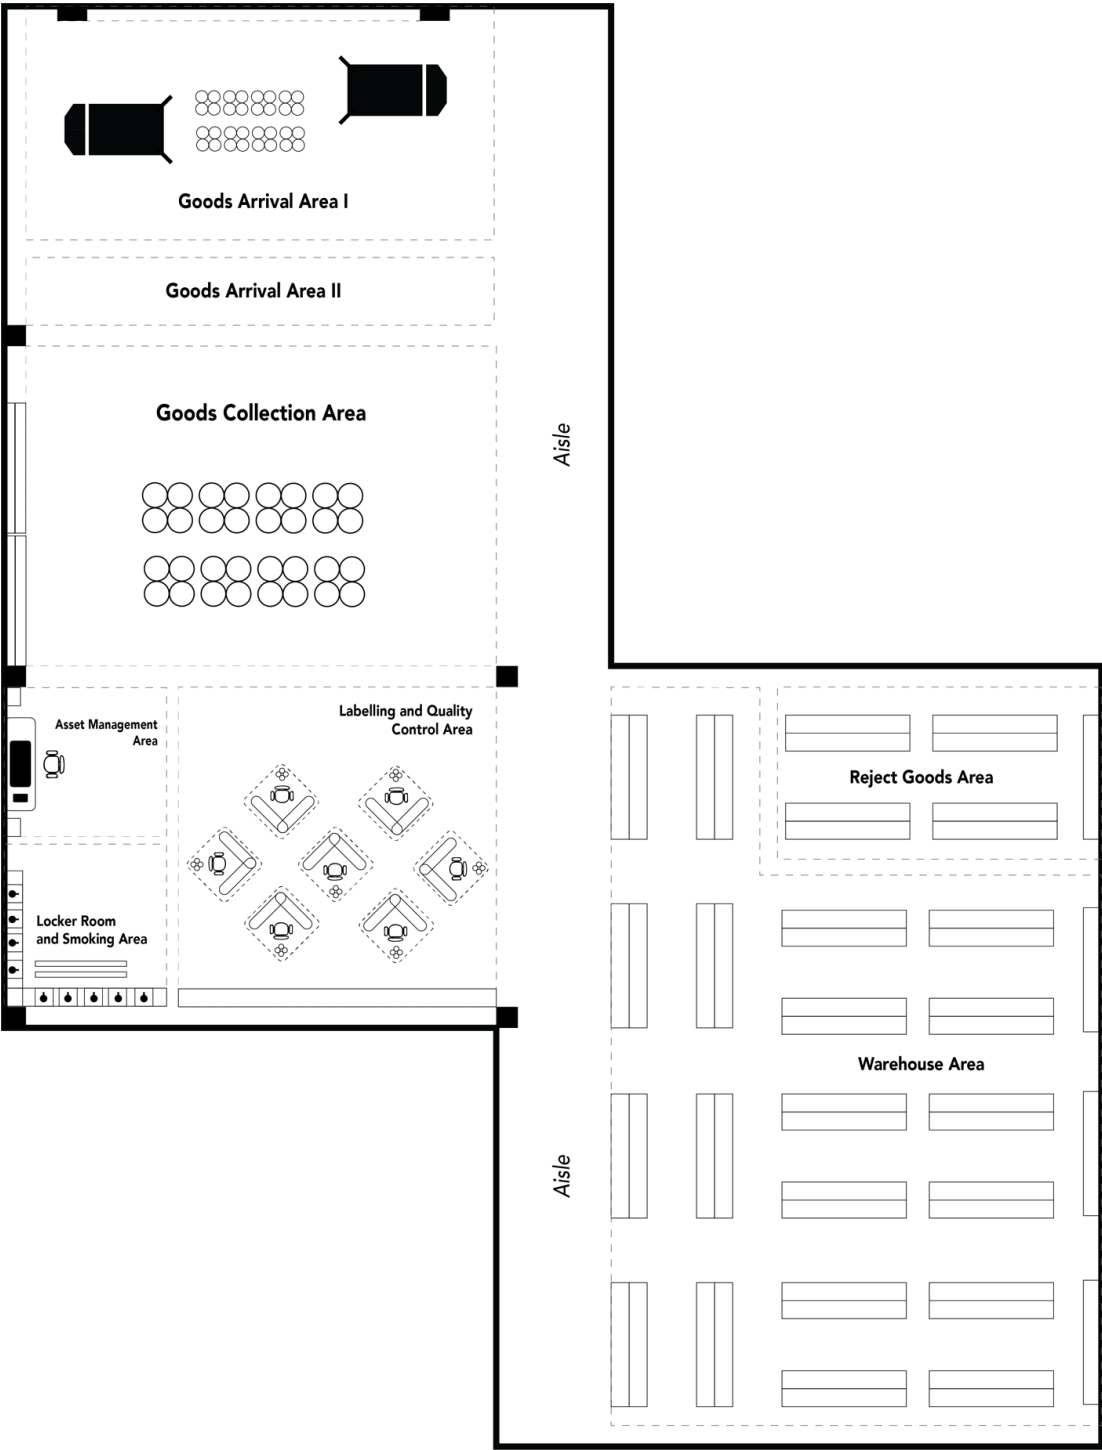 Goods Arrival Area I
Goods Arrival Area II
Goods Collection Area
Aisle
Labelling and Quality
Control Area
Asset Management
Area
Reject Goods Area
Locker Room
and Smoking Area
Warehouse Area
Aisle